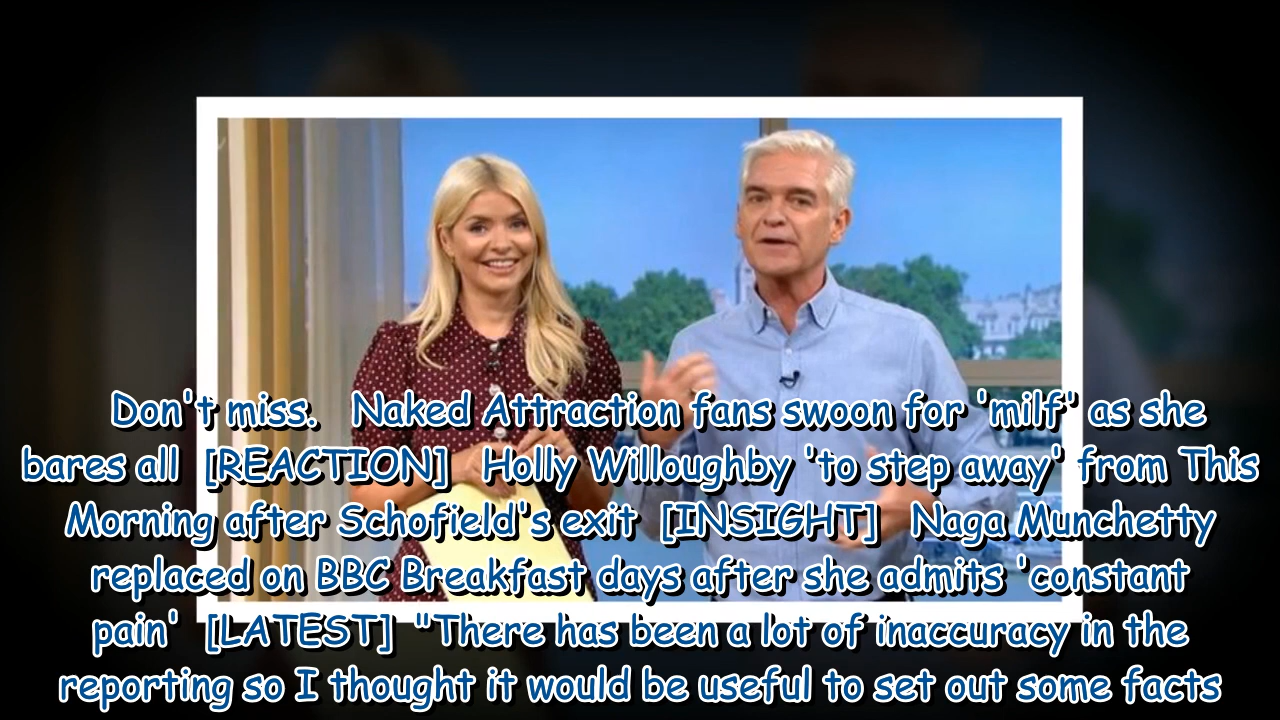 Don't miss.   Naked Attraction fans swoon for 'milf' as she
bares all  [REACTION]   Holly Willoughby 'to step away' from This
Morning after Schofield's exit  [INSIGHT]   Naga Munchetty
replaced on BBC Breakfast days after she admits 'constant
pain'  [LATEST]  "There has been a lot of inaccuracy in the
reporting so I thought it would be useful to set out some facts